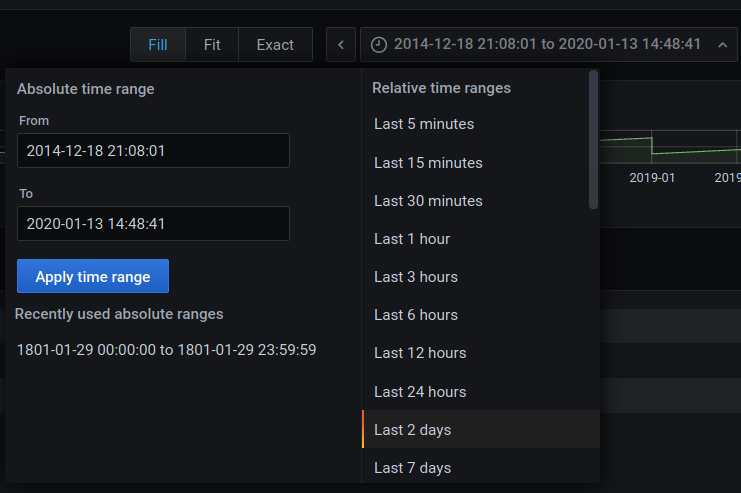 Fill Fit Exact 2014-12-18 21:08:01 to 2020-01-13 14:48:41
Absolute time range
From
2014-12-18 21:08:01
To
2020-01-13 14:48:41
Apply time range
Recently used absolute ranges
1801-01-29 00:00:00 to 1801-01-29 23:59:59
Relative time ranges
Last 5 minutes
Last 15 minutes
Last 30 minutes
Last 1 hour
Last 3 hours
Last 6 hours
Last 12 hours
Last 24 hours
Last 2 days
Last 7 days
2019-01 2019